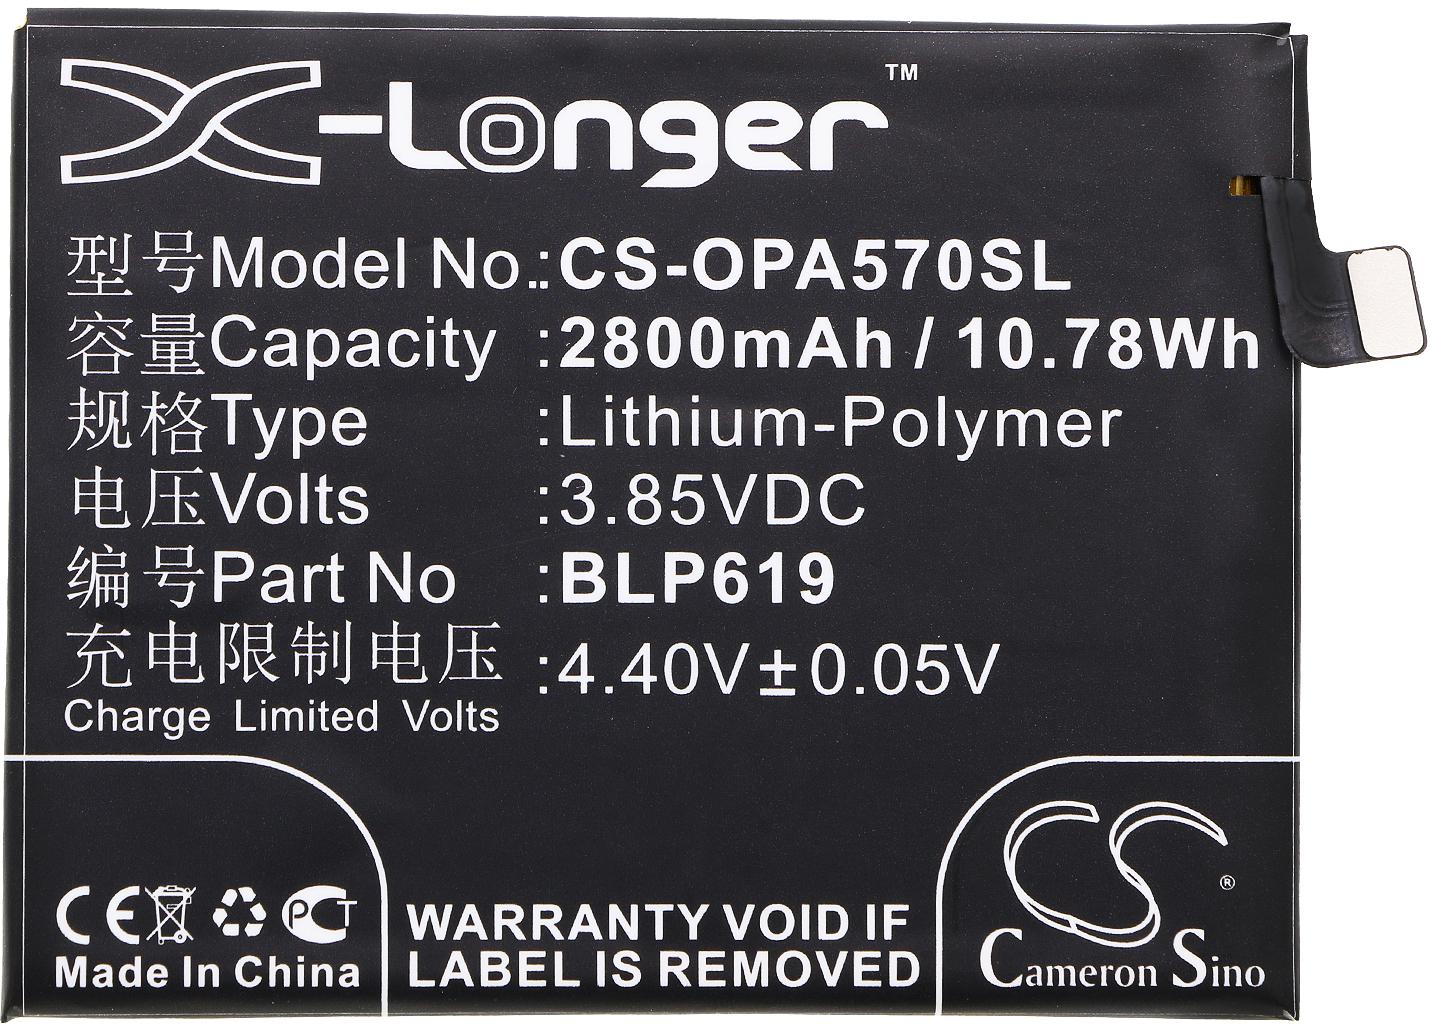 X-Longer™
型号Model No.:CS-OPA570SL
容量Capacity :2800mAh / 10.78Wh
规格Type :Lithium-Polymer
电压Volts :3.85VDC
编号Part No :BLP619
充电限制电压 :4.40V±0.05V
Charge Limited Volts
CE PCT
Made In China
WARRANTY VOID IF
LABEL IS REMOVED
CS®
Cameron Sino